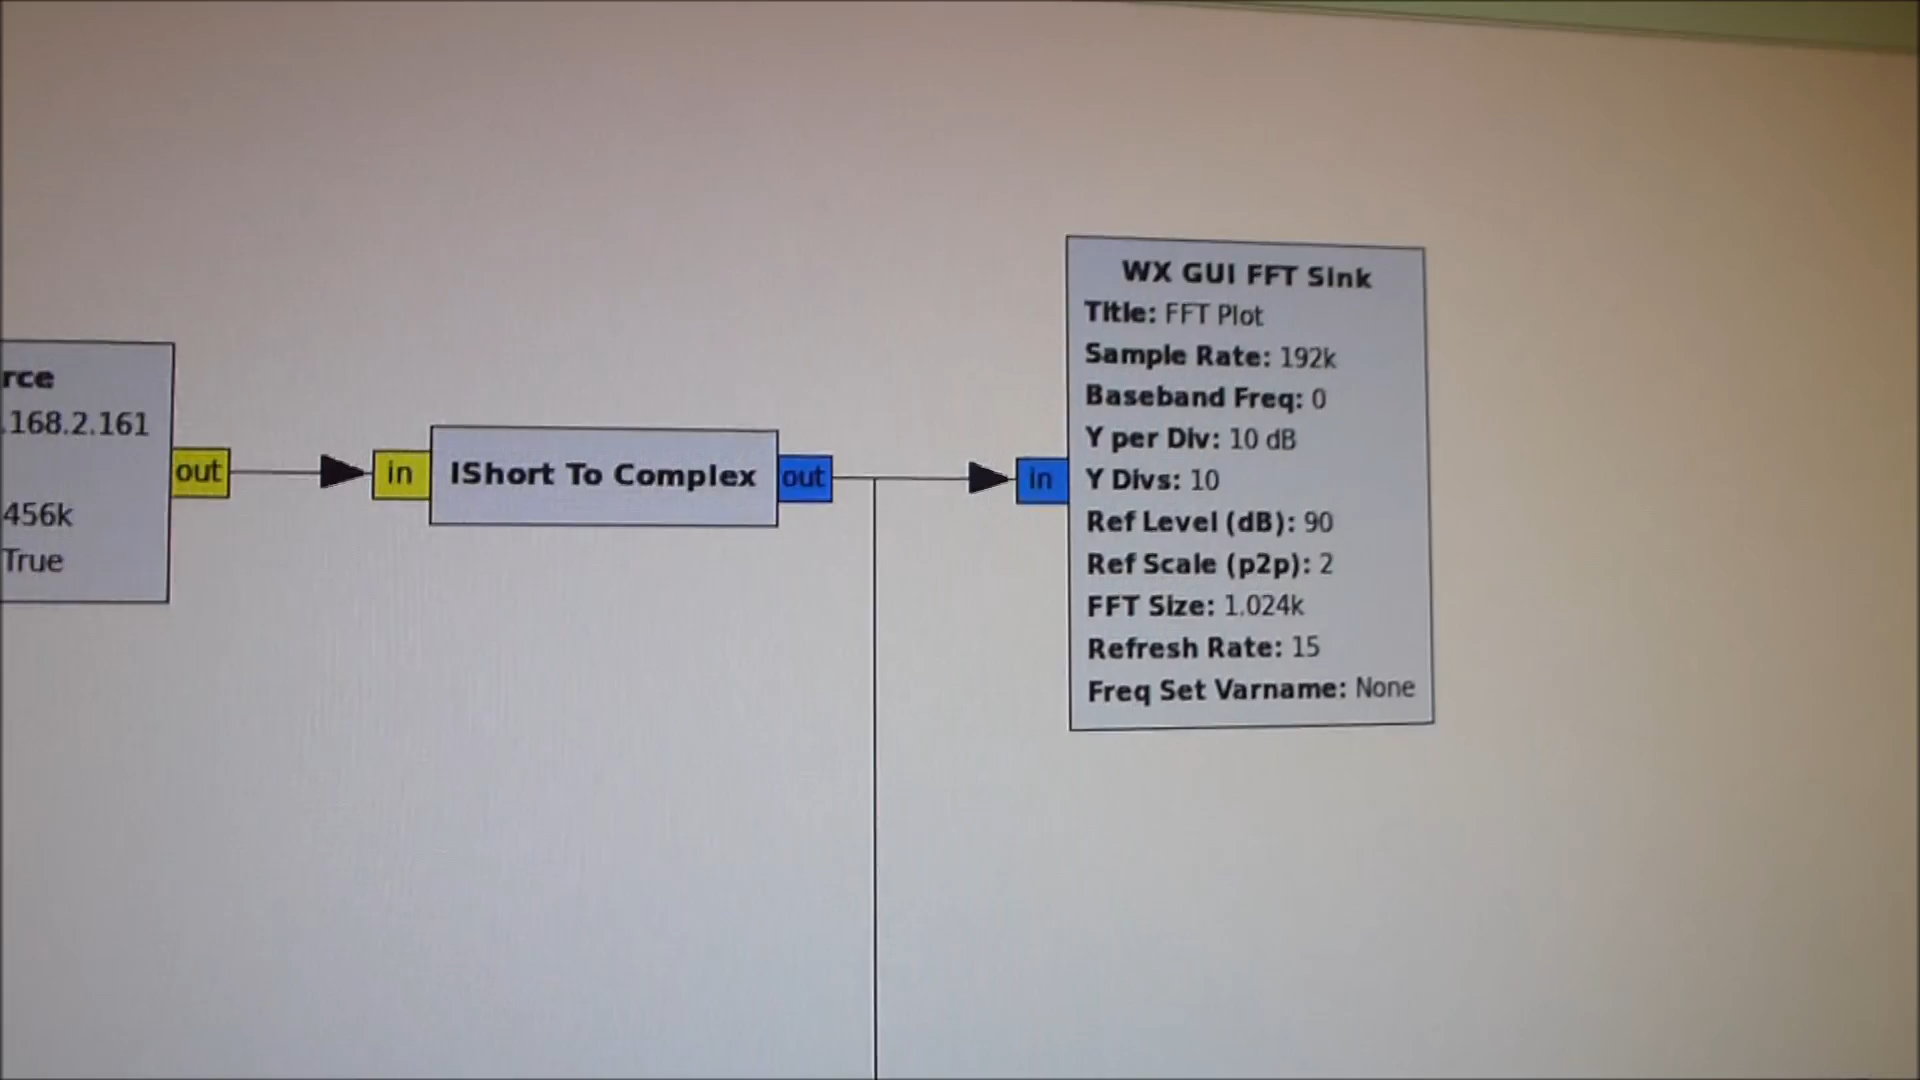 rce
.168.2.161
456k
True
out
in
IShort To Complex
out
in
WX GUI FFT Sink
Title: FFT Plot
Sample Rate: 192k
Baseband Freq: 0
Y per Div: 10 dB
Y Divs: 10
Ref Level (dB): 90
Ref Scale (p2p): 2
FFT Size: 1.024k
Refresh Rate: 15
Freq Set Varname: None